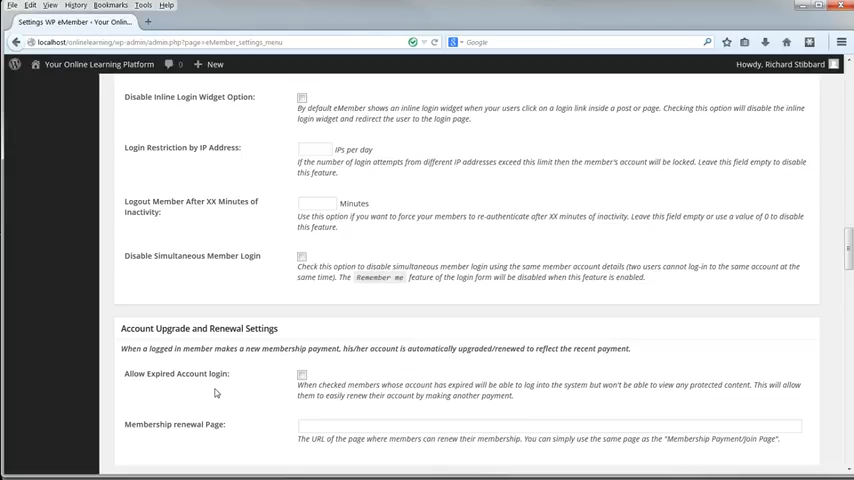 File Edit View History Bookmarks Tools Help
Settings WP eMember ‹ Your Onlin...
localhost/onlinelearning/wp-admin/admin.php?page=eMember_settings_menu
Google
Your Online Learning Platform 0 New Howdy, Richard Stibbard
Disable Inline Login Widget Option:
By default eMember shows an inline login widget when your users click on a login link inside a post or page. Checking this option will disable the inline
login widget and redirect the user to the login page.
Login Restriction by IP Address:
IPs per day
If the number of login attempts from different IP addresses exceed this limit then the member's account will be locked. Leave this field empty to disable
this feature.
Logout Member After XX Minutes of
Inactivity:
Minutes
Use this option if you want to force your members to re-authenticate after XX minutes of inactivity. Leave this field empty or use a value of 0 to disable
this feature.
Disable Simultaneous Member Login
Check this option to disable simultaneous member login using the same member account details (two users cannot log-in to the same account at the
same time). The Remember me feature of the login form will be disabled when this feature is enabled.
Account Upgrade and Renewal Settings
When a logged in member makes a new membership payment, his/her account is automatically upgraded/renewed to reflect the recent payment.
Allow Expired Account login:
When checked members whose account has expired will be able to log into the system but won't be able to view any protected content. This will allow
them to easily renew their account by making another payment.
Membership renewal Page:
The URL of the page where members can renew their membership. You can simply use the same page as the "Membership Payment/Join Page".